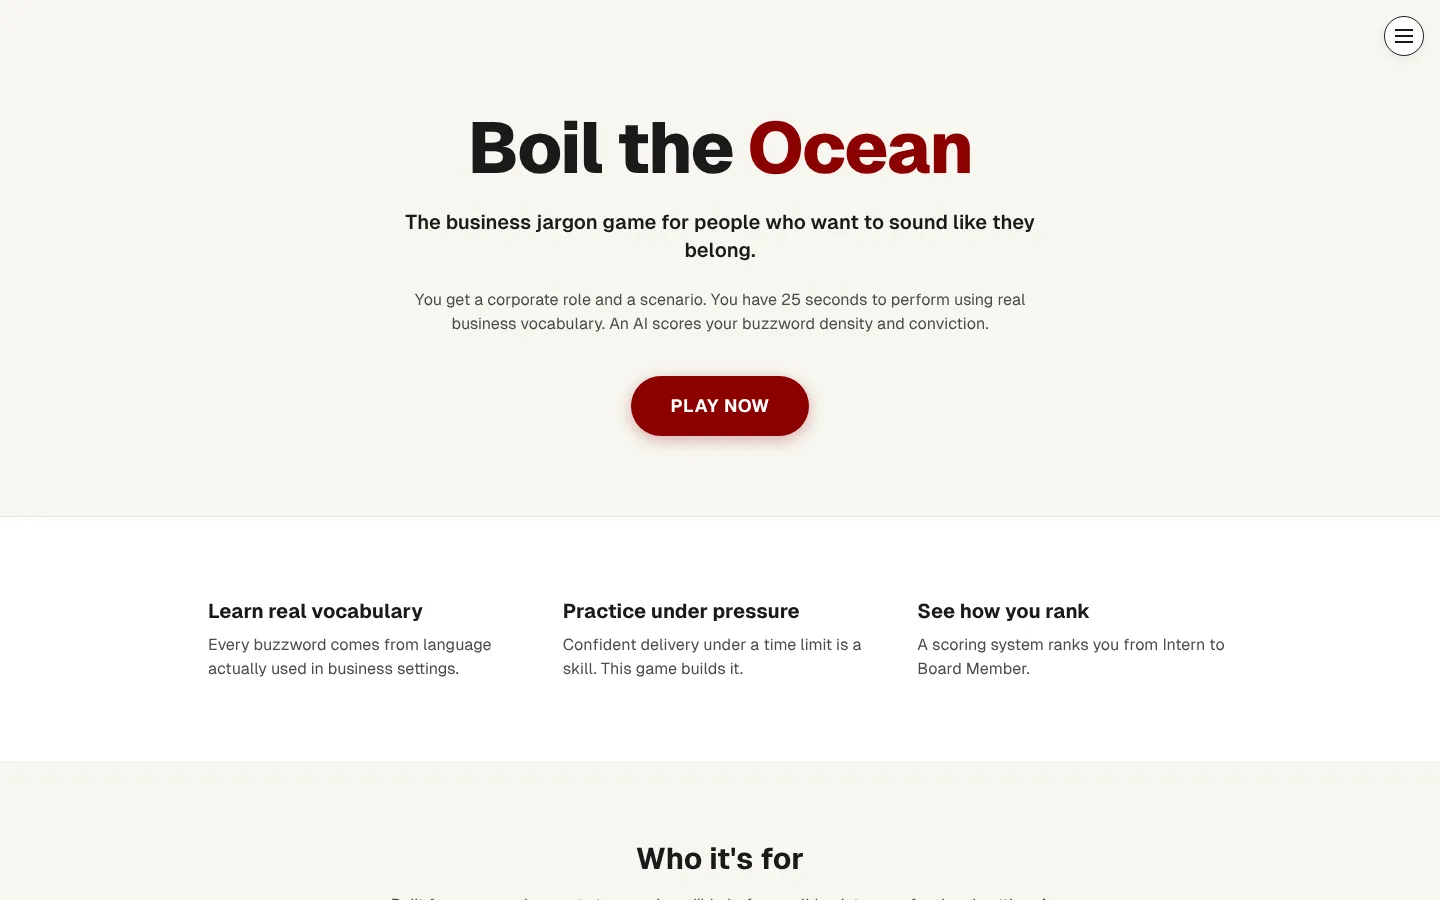 Boil the Ocean
The business jargon game for people who want to sound like they
belong.
You get a corporate role and a scenario. You have 25 seconds to perform using real
business vocabulary. An AI scores your buzzword density and conviction.
PLAY NOW
Learn real vocabulary
Every buzzword comes from language
actually used in business settings.
Practice under pressure
Confident delivery under a time limit is a
skill. This game builds it.
See how you rank
A scoring system ranks you from Intern to
Board Member.
Who it's for